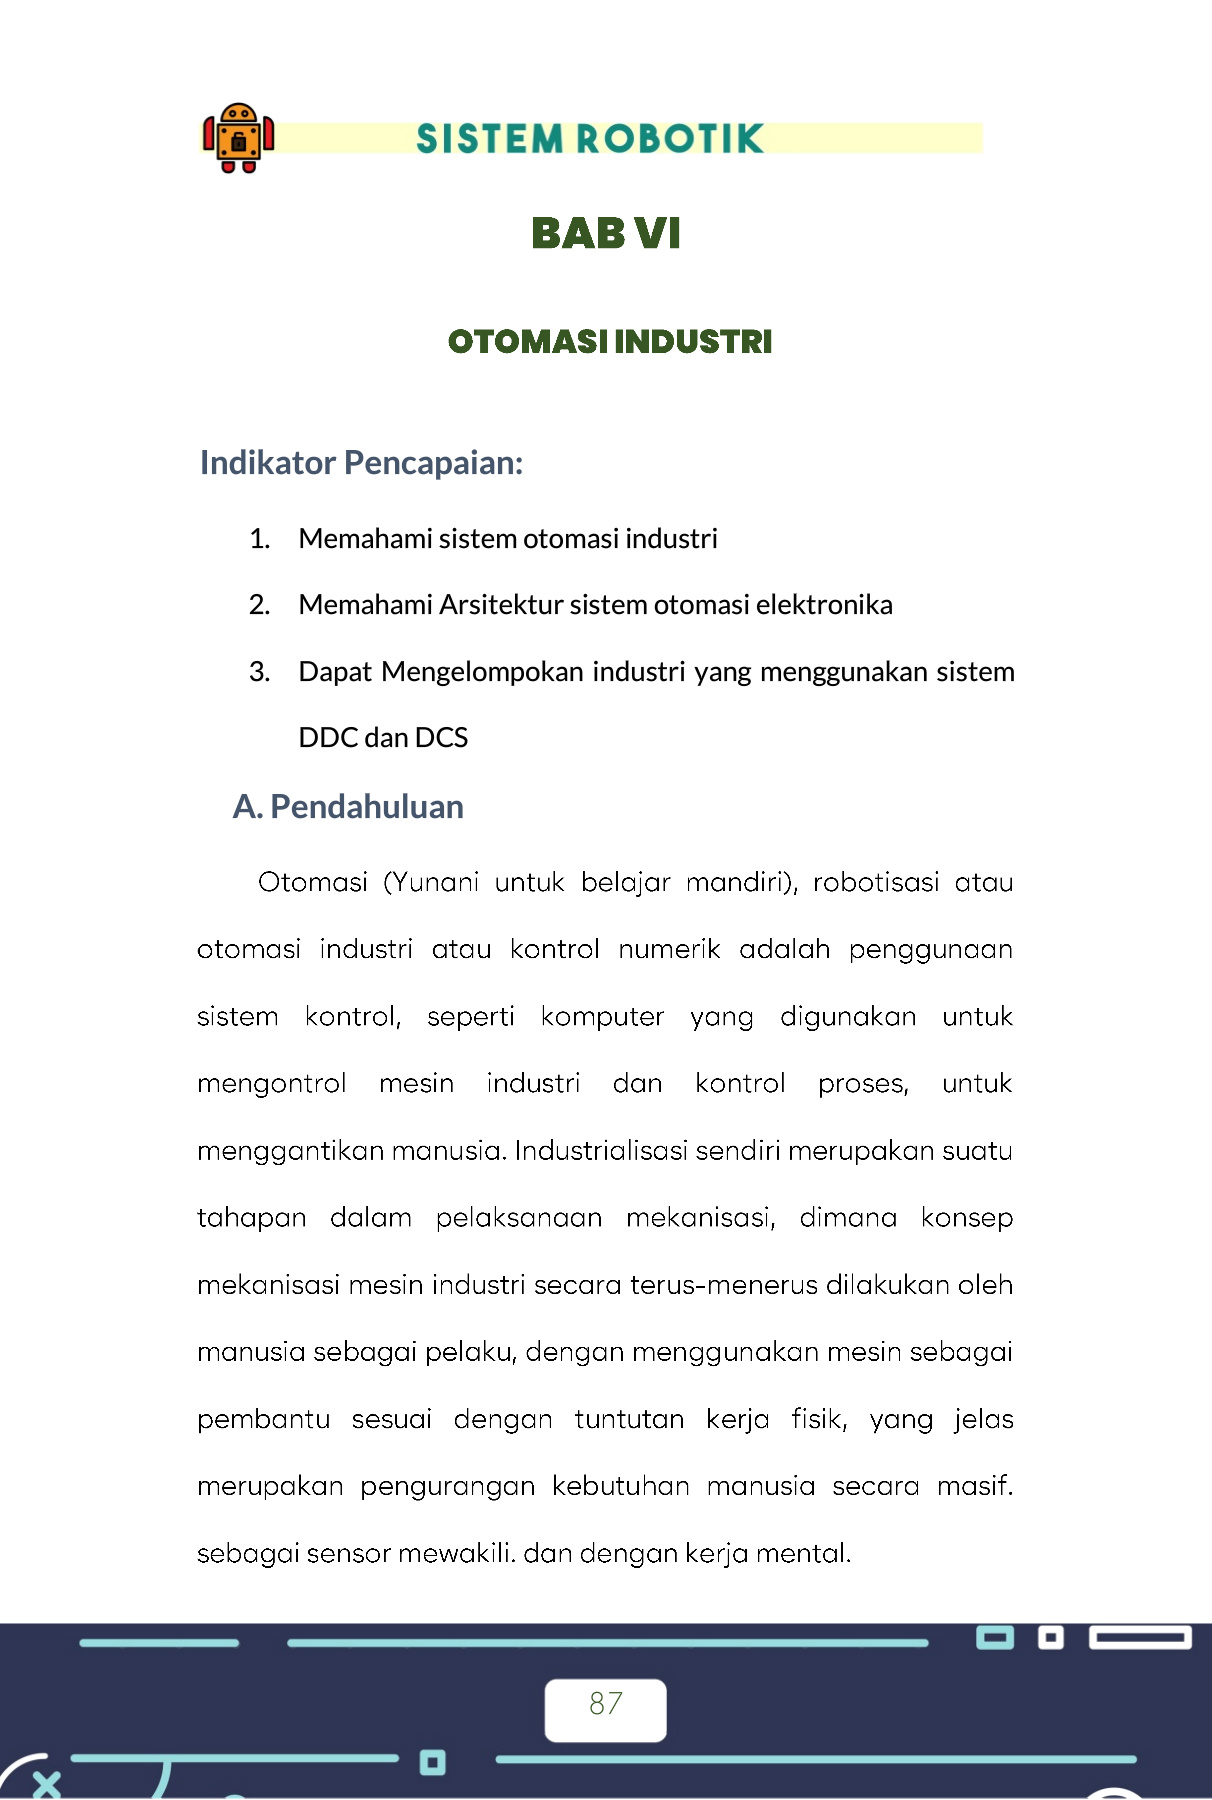 SISTEM ROBOTIK
BAB VI
OTOMASI INDUSTRI
Indikator Pencapaian:
1. Memahami sistem otomasi industri
2. Memahami Arsitektur sistem otomasi elektronika
3. Dapat Mengelompokan industri yang menggunakan sistem
DDC dan DCS
A. Pendahuluan
Otomasi (Yunani untuk belajar mandiri), robotisasi atau
otomasi industri atau kontrol numerik adalah penggunaan
sistem kontrol, seperti komputer yang digunakan untuk
mengontrol mesin industri dan kontrol proses, untuk
menggantikan manusia. Industrialisasi sendiri merupakan suatu
tahapan dalam pelaksanaan mekanisasi, dimana konsep
mekanisasi mesin industri secara terus-menerus dilakukan oleh
manusia sebagai pelaku, dengan menggunakan mesin sebagai
pembantu sesuai dengan tuntutan kerja fisik, yang jelas
merupakan pengurangan kebutuhan manusia secara masif.
sebagai sensor mewakili. dan dengan kerja mental.
87